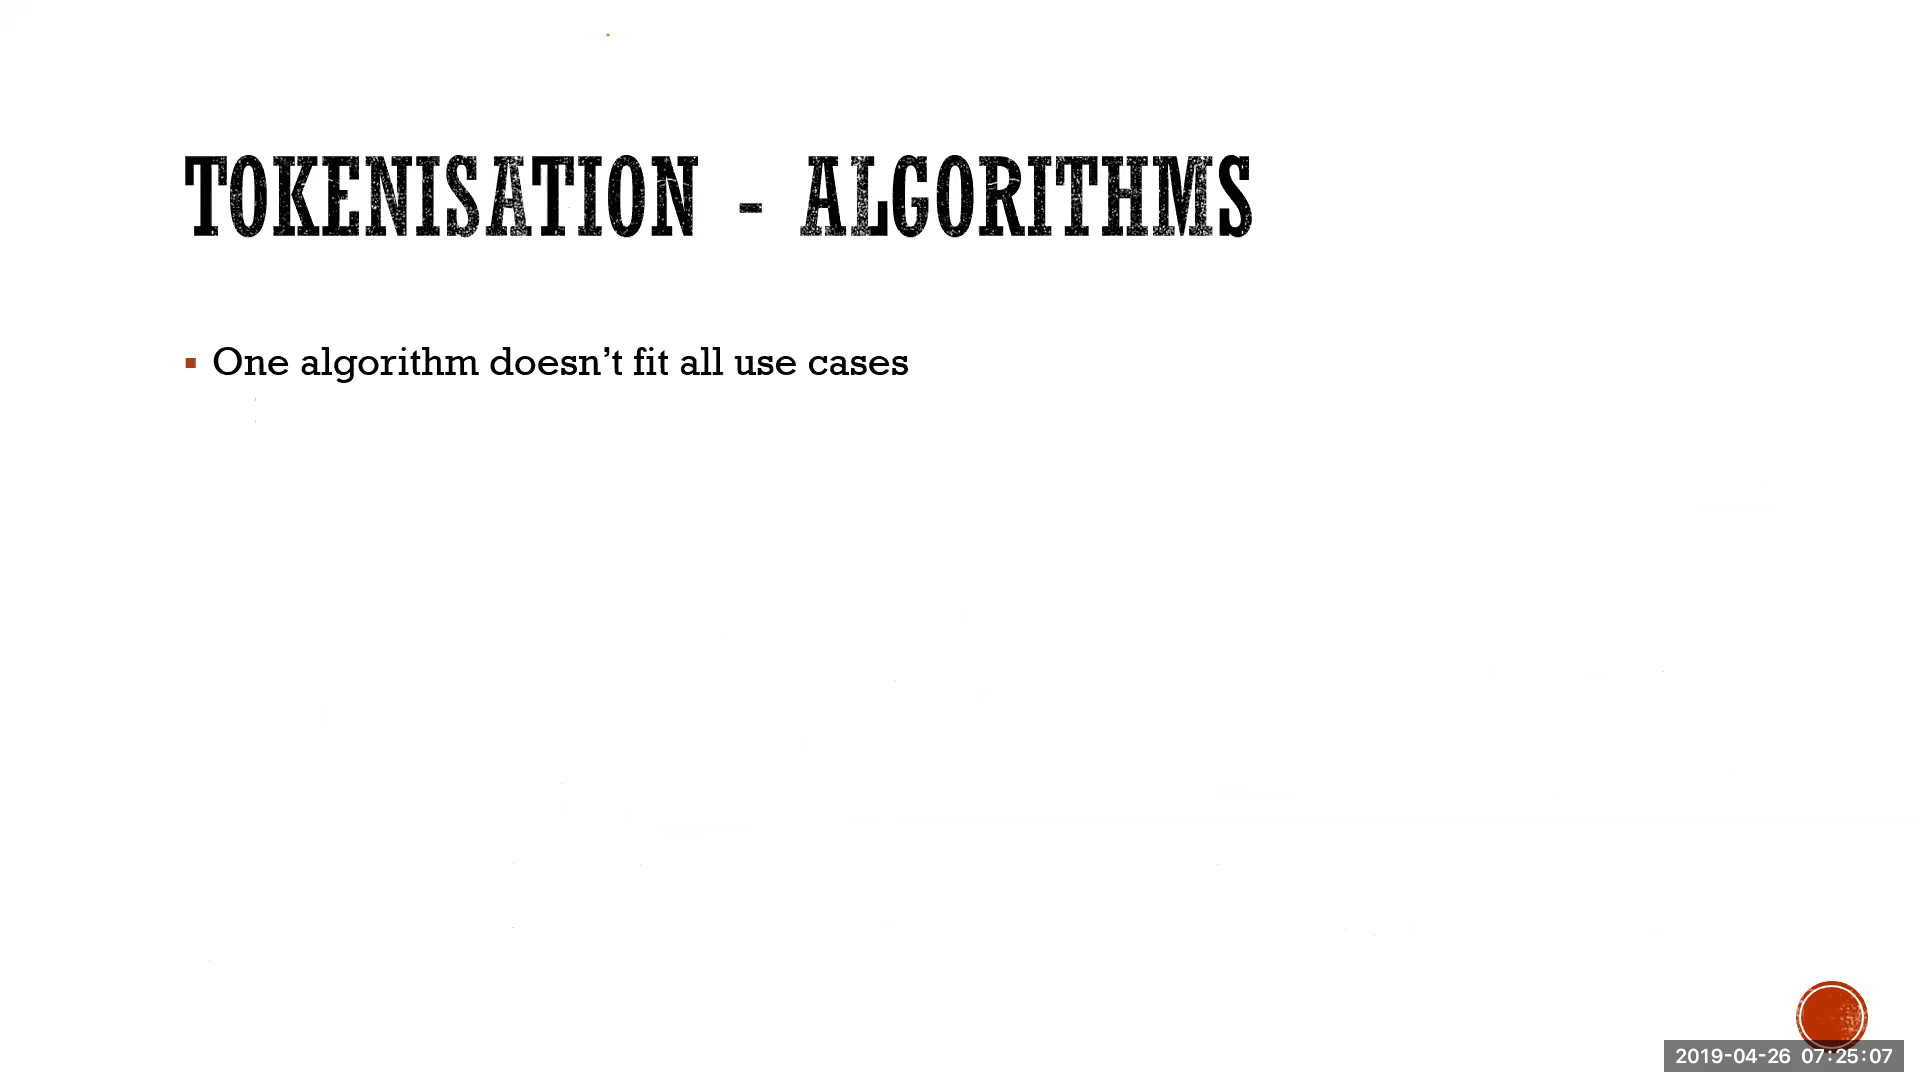 TOKENISATION - ALGORITHMS
One algorithm doesn’t fit all use cases
2019-04-26 07:25:07